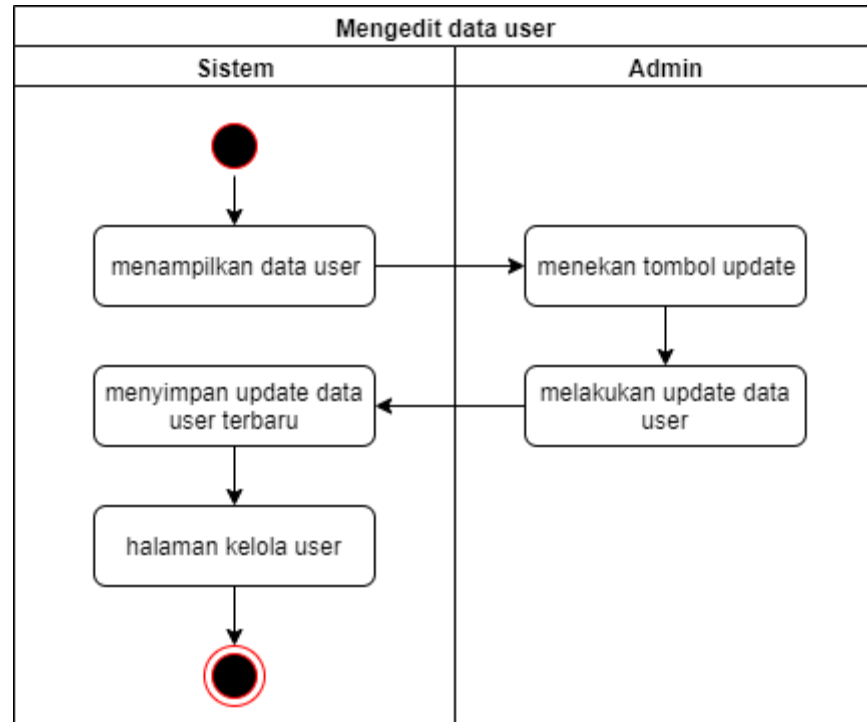 Mengedit data user
Sistem
Admin
menampilkan data user
menekan tombol update
melakukan update data
user
menyimpan update data
user terbaru
halaman kelola user